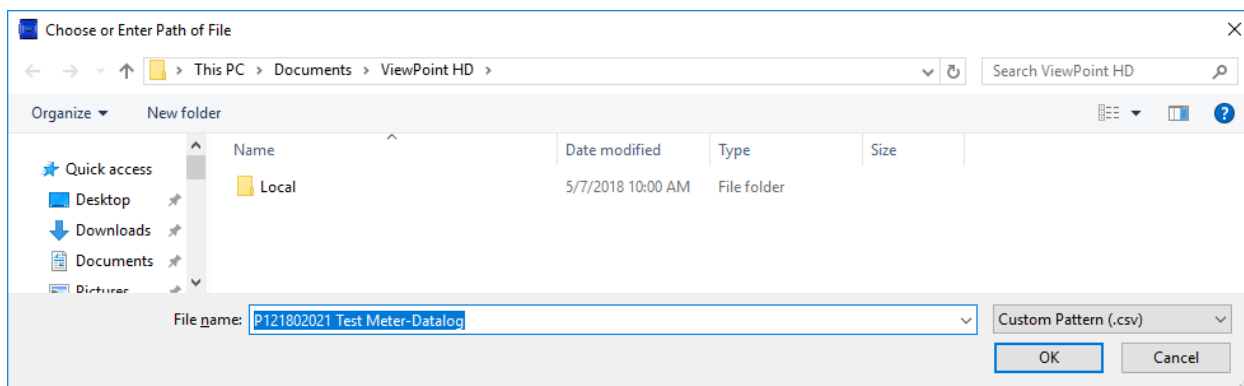 Choose or Enter Path of File
This PC > Documents > ViewPoint HD >
Search ViewPoint HD
Organize
New folder
Name
Date modified
Type
Size
Quick access
Local
5/7/2018 10:00 AM
File folder
Desktop
Downloads
Documents
Pictures
File name:
P121802021 Test Meter-Datalog
Custom Pattern (.csv)
OK
Cancel